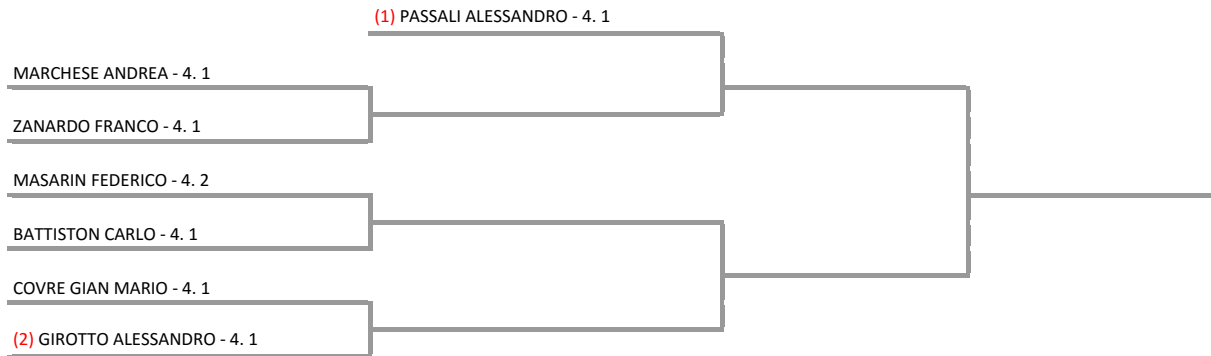 (1) PASSALI ALESSANDRO - 4. 1
MARCHESE ANDREA - 4. 1
ZANARDO FRANCO - 4. 1
MASARIN FEDERICO - 4. 2
BATTISTON CARLO - 4. 1
COVRE GIAN MARIO - 4. 1
(2) GIROTTO ALESSANDRO - 4. 1